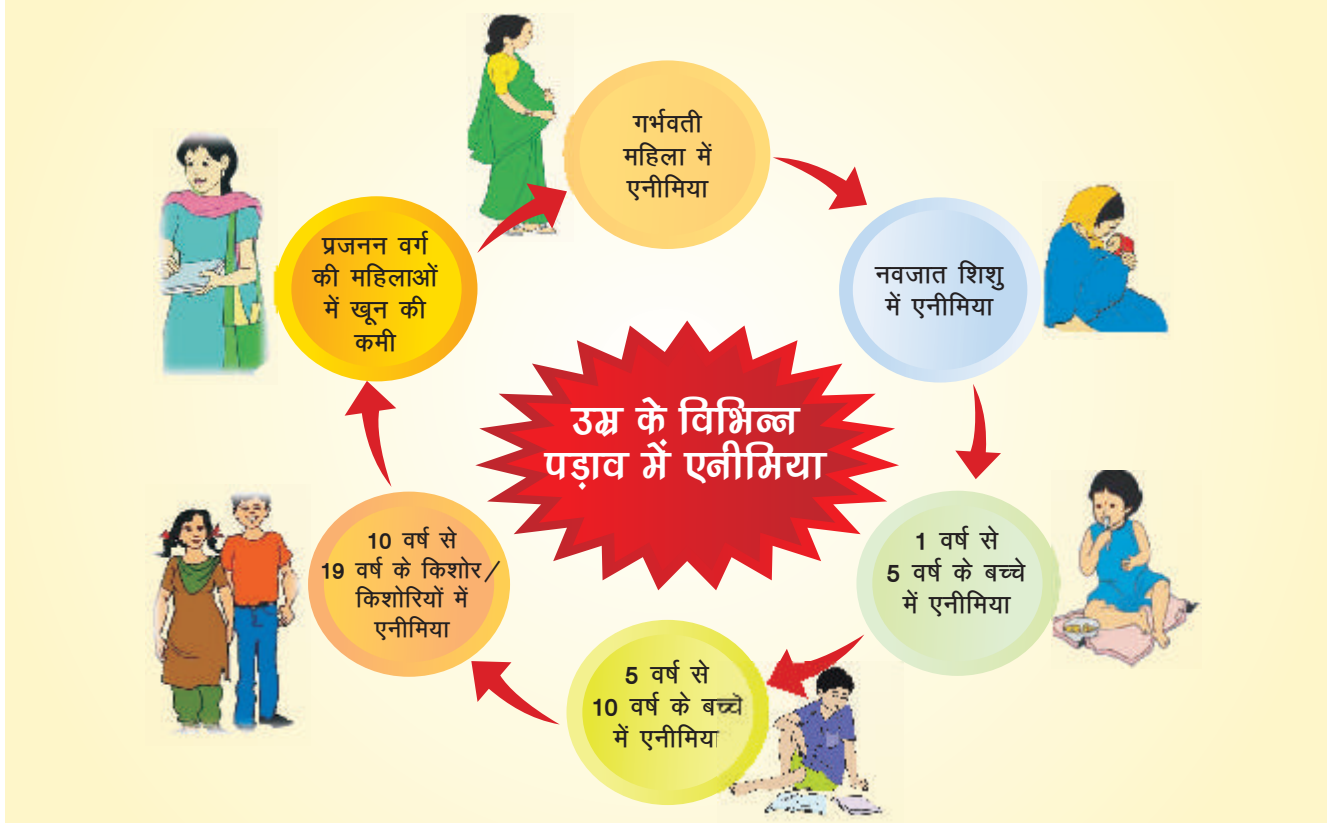 गर्भवती
महिला में
एनीमिया
नवजात शिशु
में एनीमिया
1 वर्ष से
5 वर्ष के बच्चे
में एनीमिया
5 वर्ष से
10 वर्ष के बच्चे
में एनीमिया
10 वर्ष से
19 वर्ष के किशोर/
किशोरियों में
एनीमिया
प्रजनन वर्ग
की महिलाओं
में खून की
कमी
उम्र के विभिन्न
पड़ाव में एनीमिया